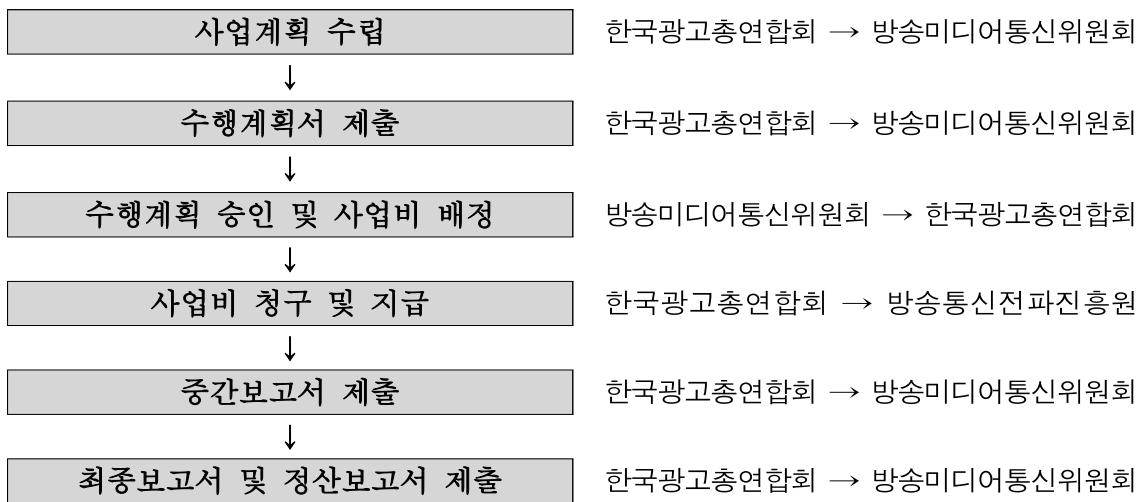 사업계획 수립 한국광고총연합회 → 방송미디어통신위원회
↓
수행계획서 제출 한국광고총연합회 → 방송미디어통신위원회
↓
수행계획 승인 및 사업비 배정 방송미디어통신위원회 → 한국광고총연합회
↓
사업비 청구 및 지급 한국광고총연합회 → 방송통신전파진흥원
↓
중간보고서 제출 한국광고총연합회 → 방송미디어통신위원회
↓
최종보고서 및 정산보고서 제출 한국광고총연합회 → 방송미디어통신위원회